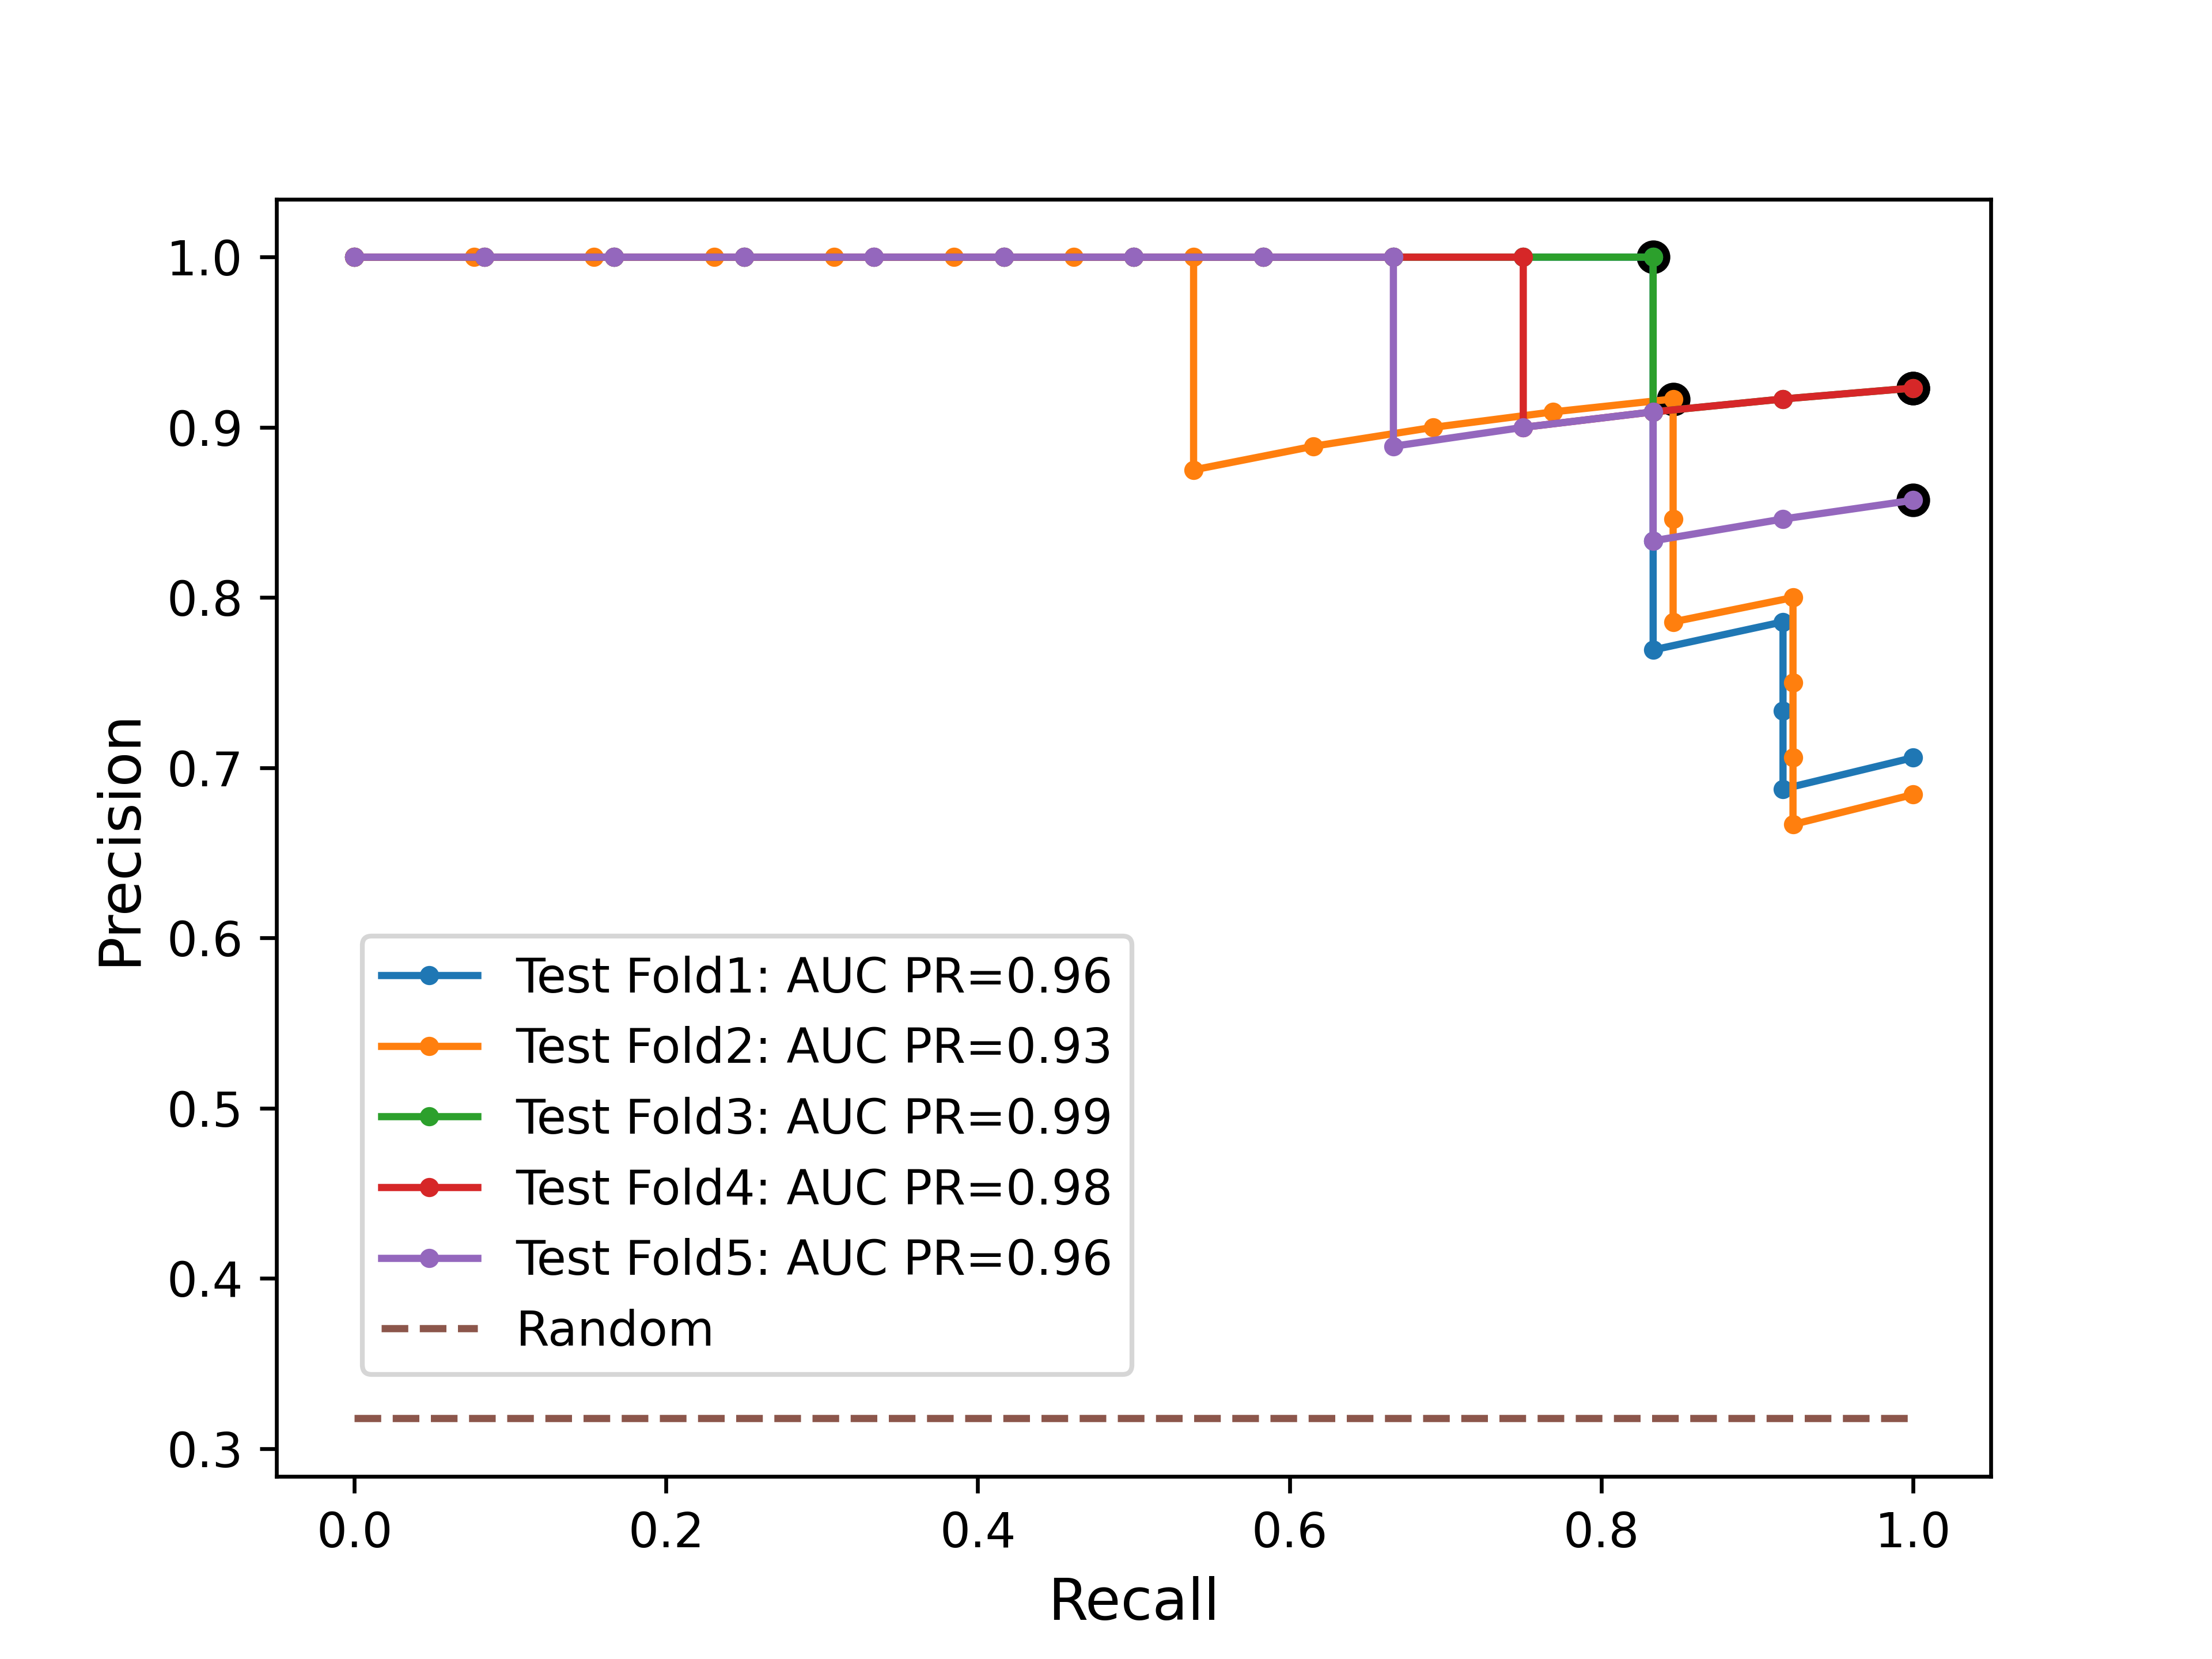 1.0
0.9
0.8
0.7
0.6
0.5
0.4
0.3
Precision
Test Fold1: AUC PR=0.96
Test Fold2: AUC PR=0.93
Test Fold3: AUC PR=0.99
Test Fold4: AUC PR=0.98
Test Fold5: AUC PR=0.96
Random
0.0 0.2 0.4 0.6 0.8 1.0
Recall